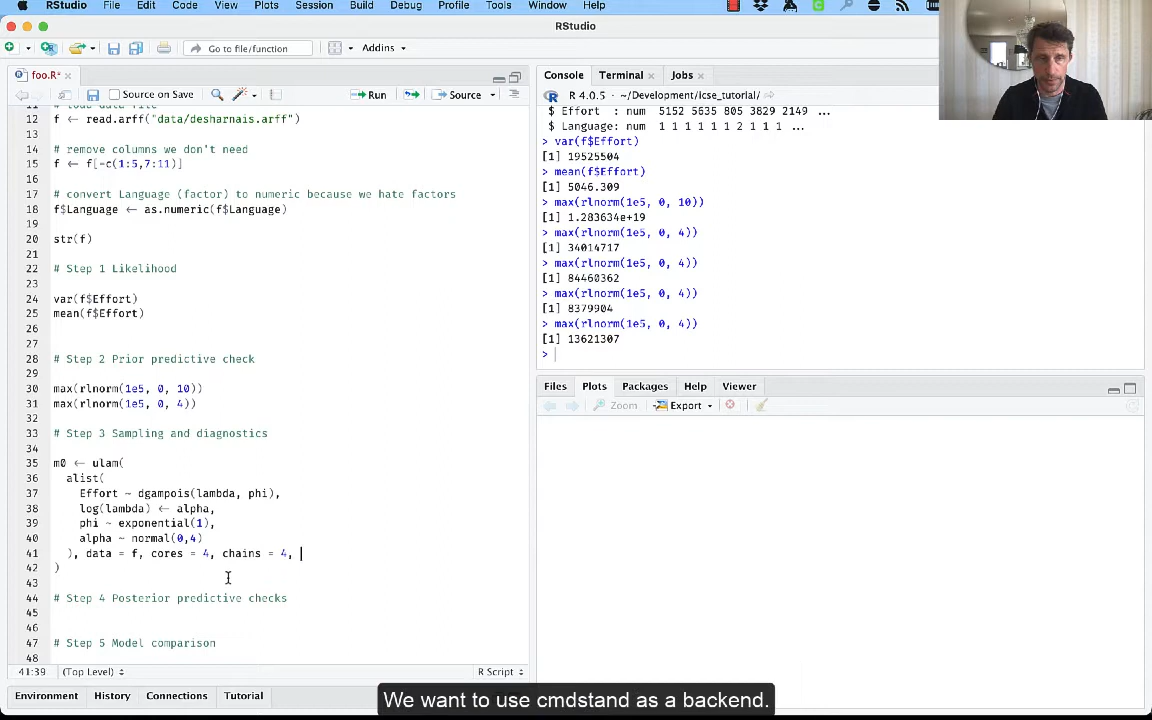 RStudio File Edit Code View Plots Session Build Debug Profile Tools Window Help
RStudio
Go to file/function Addins
foo.R*
Source on Save Run Source
11 # load data file
12 f ← read.arff("data/desharnais.arff")
13
14 # remove columns we don't need
15 f ← f[-c(1:5,7:11)]
16
17 # convert Language (factor) to numeric because we hate factors
18 f$Language ← as.numeric(f$Language)
19
20 str(f)
21
22 # Step 1 Likelihood
23
24 var(f$Effort)
25 mean(f$Effort)
26
27
28 # Step 2 Prior predictive check
29
30 max(rlnorm(1e5, 0, 10))
31 max(rlnorm(1e5, 0, 4))
32
33 # Step 3 Sampling and diagnostics
34
35 m0 ← ulam(
36 alist(
37 Effort ~ dgampois(lambda, phi),
38 log(lambda) ← alpha,
39 phi ~ exponential(1),
40 alpha ~ normal(0,4)
41 ), data = f, cores = 4, chains = 4,
42 )
43
44 # Step 4 Posterior predictive checks
45
46
47 # Step 5 Model comparison
48
41:39 (Top Level) R Script
Environment History Connections Tutorial
Console Terminal Jobs
R 4.0.5 · ~/Development/icse_tutorial/
$ Effort : num 5152 5635 805 3829 2149 ...
$ Language: num 1 1 1 1 1 1 2 1 1 1 ...
> var(f$Effort)
[1] 19525504
> mean(f$Effort)
[1] 5046.309
> max(rlnorm(1e5, 0, 10))
[1] 1.283634e+19
> max(rlnorm(1e5, 0, 4))
[1] 34014717
> max(rlnorm(1e5, 0, 4))
[1] 84460362
> max(rlnorm(1e5, 0, 4))
[1] 8379904
> max(rlnorm(1e5, 0, 4))
[1] 13621307
>
Files Plots Packages Help Viewer
Zoom Export
We want to use cmdstand as a backend.